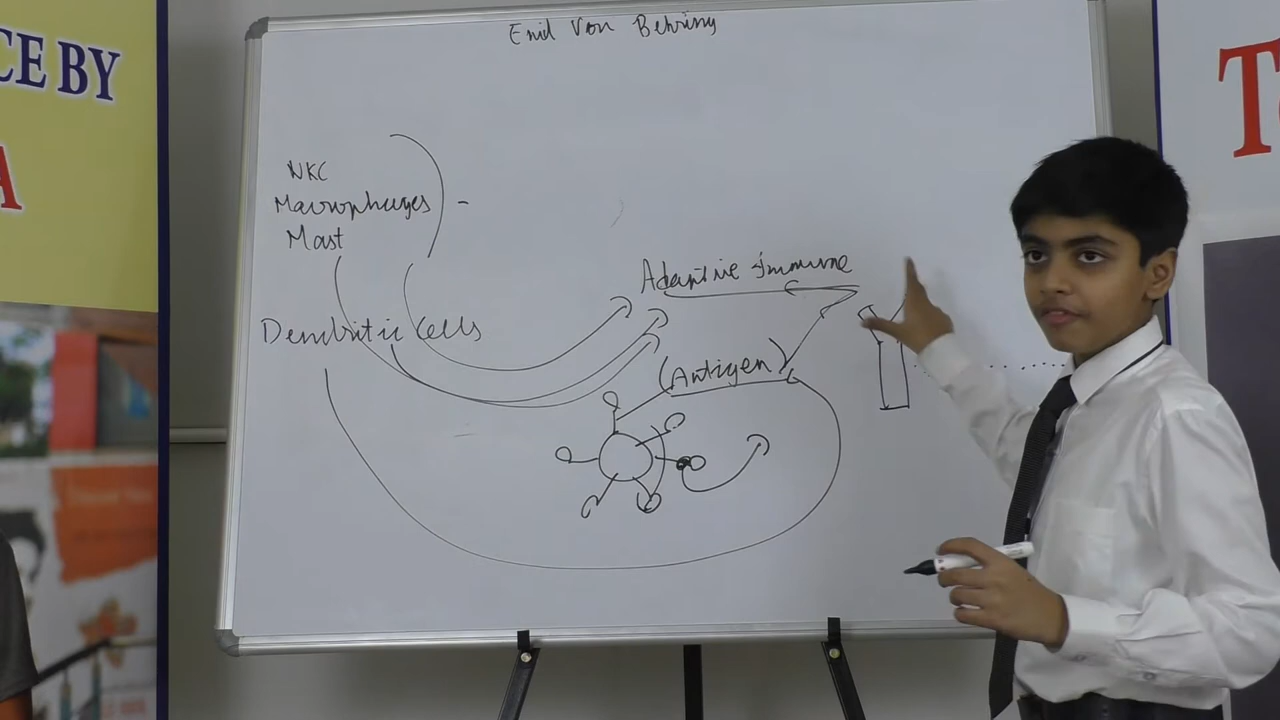 CE BY
A
Emil Von Behring
NKC
Macrophages -
Mast
Adaptive Immune
Dendritic Cells
(Antigen)